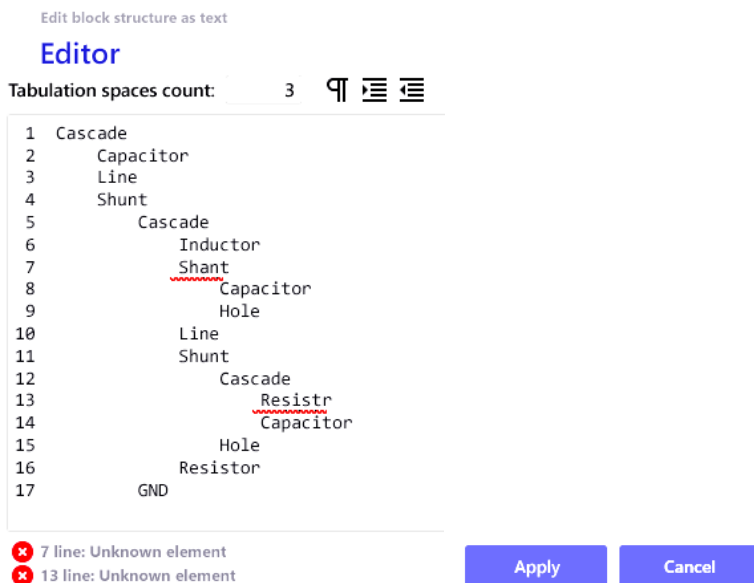 Edit block structure as text
Editor
Tabulation spaces count: 3
1 Cascade
2 Capacitor
3 Line
4 Shunt
5 Cascade
6 Inductor
7 Shant
8 Capacitor
9 Hole
10 Line
11 Shunt
12 Cascade
13 Resistr
14 Capacitor
15 Hole
16 Resistor
17 GND
7 line: Unknown element
13 line: Unknown element
Apply Cancel